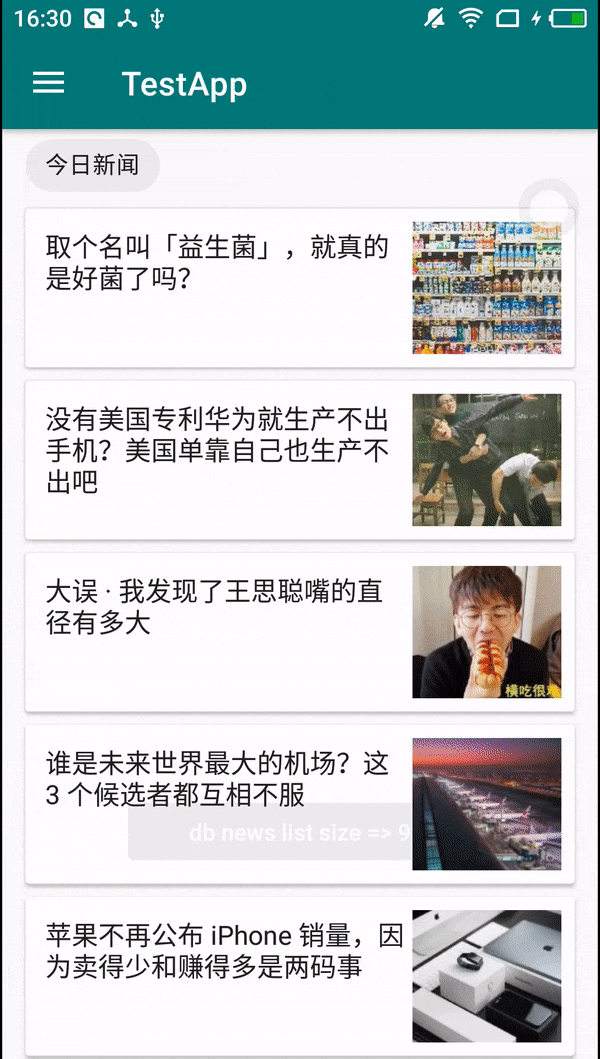 16:30
TestApp
今日新闻
取个名叫「益生菌」，就真的
是好菌了吗？
没有美国专利华为就生产不出
手机？美国单靠自己也生产不
出吧
大误 · 我发现了王思聪嘴的直
径有多大
横吃很难
谁是未来世界最大的机场？这
3 个候选者都互相不服
db news list size => 9
苹果不再公布 iPhone 销量，因
为卖得少和赚得多是两码事